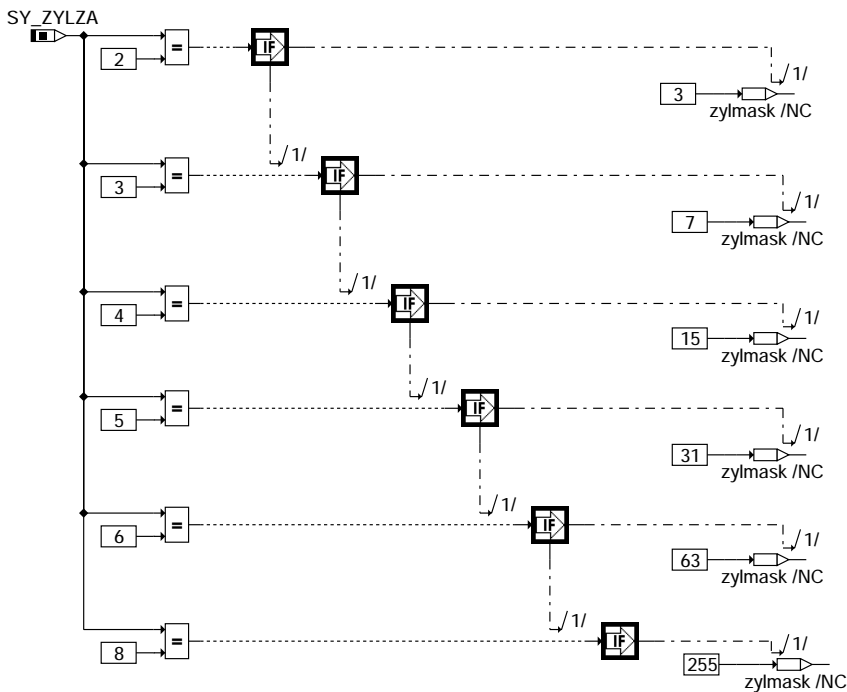 SY_ZYLZA
2 = IF /1/
3 zylmask /NC
/1/
3 = IF /1/
7 zylmask /NC
/1/
4 = IF /1/
15 zylmask /NC
/1/
5 = IF /1/
31 zylmask /NC
/1/
6 = IF /1/
63 zylmask /NC
/1/
8 = IF /1/
255 zylmask /NC